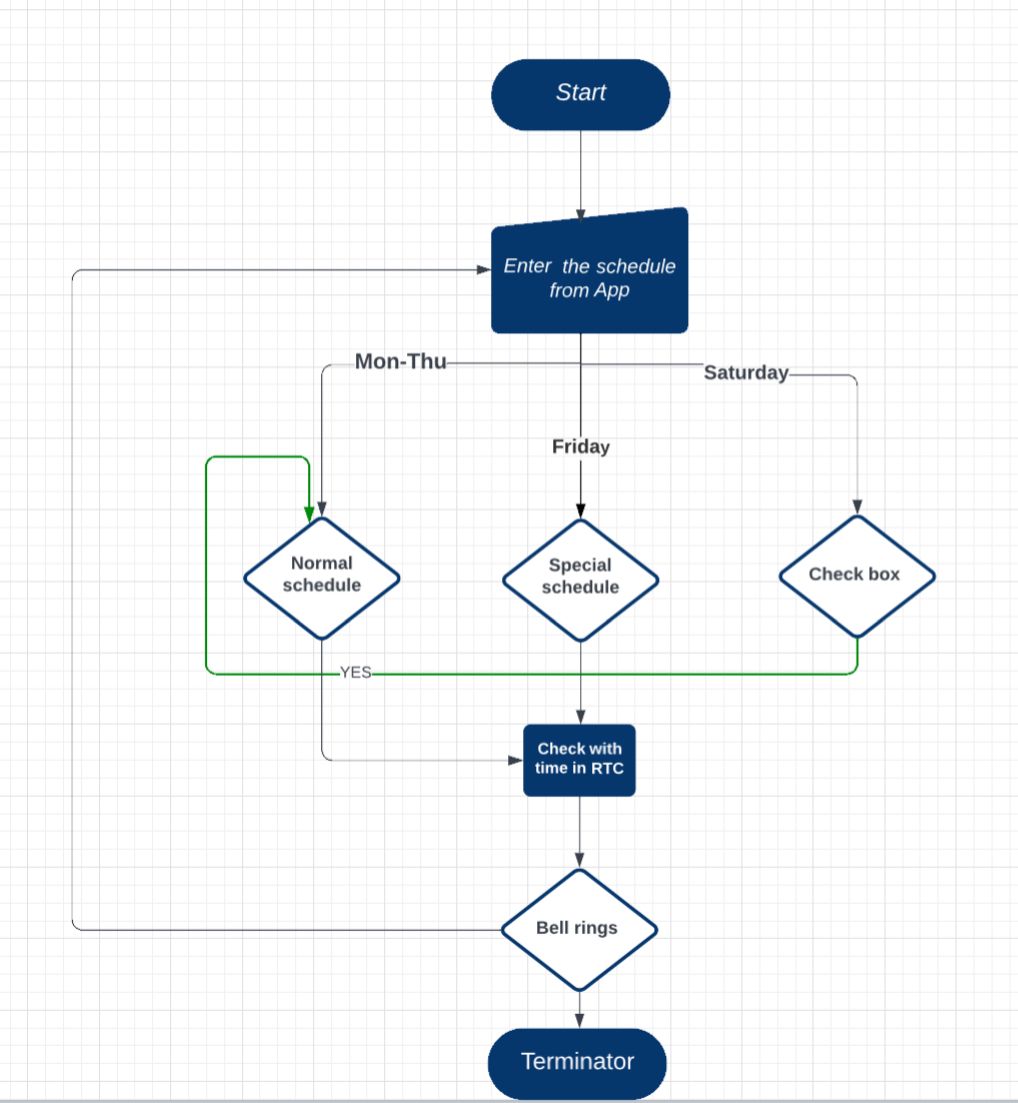 Start
Enter the schedule
from App
Mon-Thu
Saturday
Friday
Normal
schedule
Special
schedule
Check box
YES
Check with
time in RTC
Bell rings
Terminator